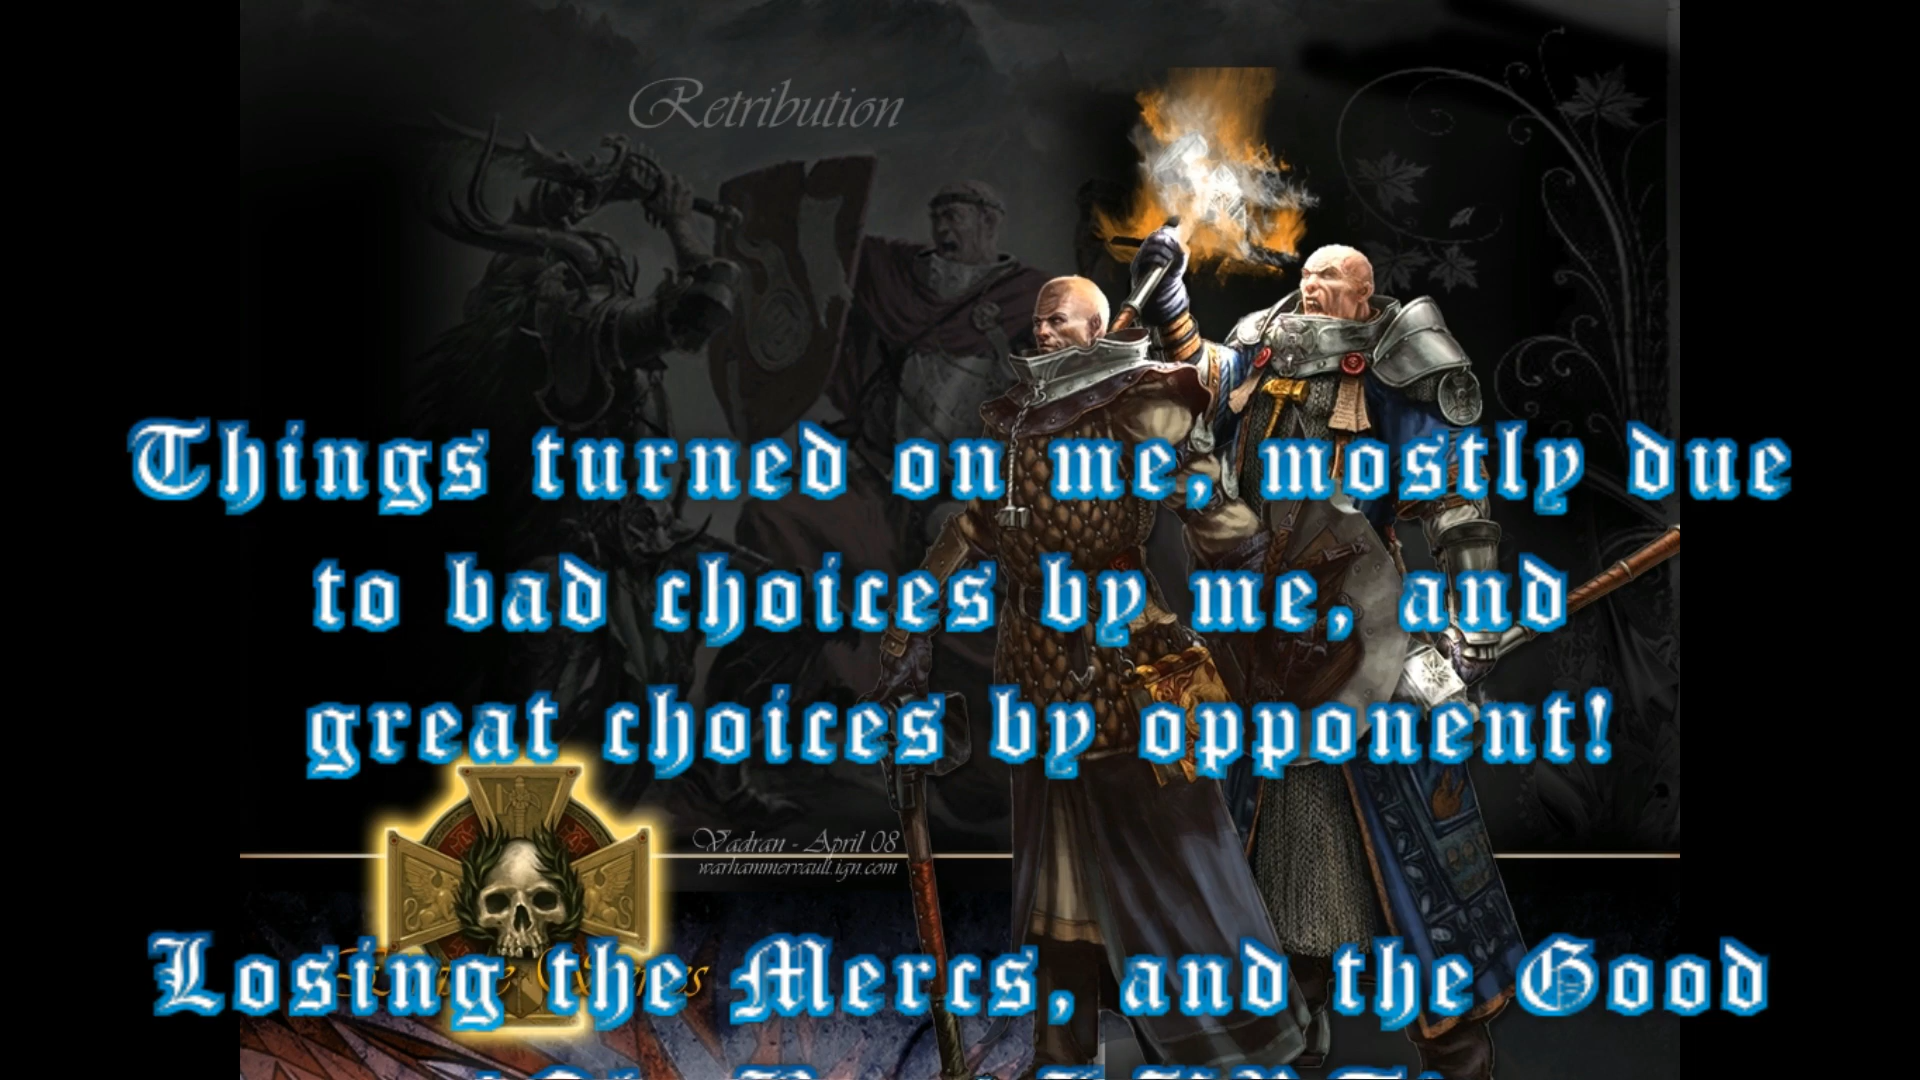 Retribution
Things turned on me, mostly due
to bad choices by me, and
great choices by opponent!
Vadran - April 08
warhammervault.ign.com
Losing the Mercs, and the Good